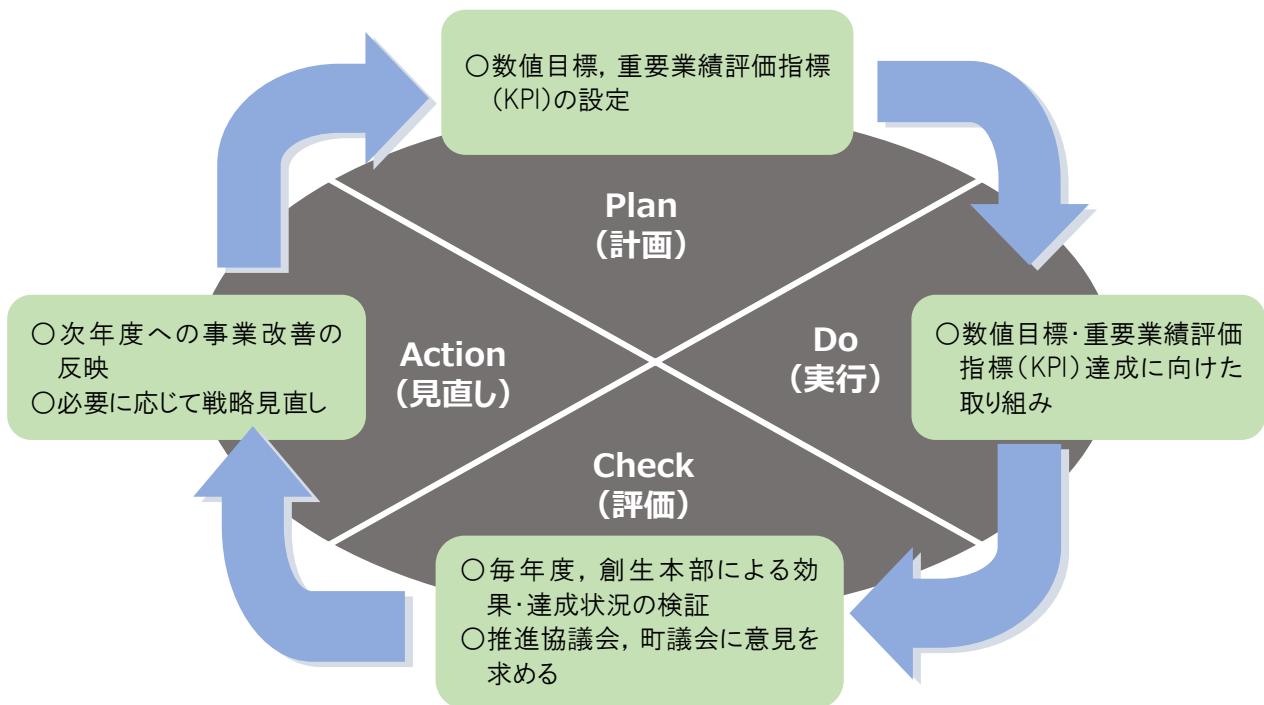 ○数値目標，重要業績評価指標
(KPI)の設定
Plan
（計画）
○数値目標・重要業績評価
指標(KPI)達成に向けた
取り組み
Do
（実行）
Check
（評価）
○毎年度，創生本部による効
果・達成状況の検証
○推進協議会，町議会に意見を
求める
Action
（見直し）
○次年度への事業改善の
反映
○必要に応じて戦略見直し